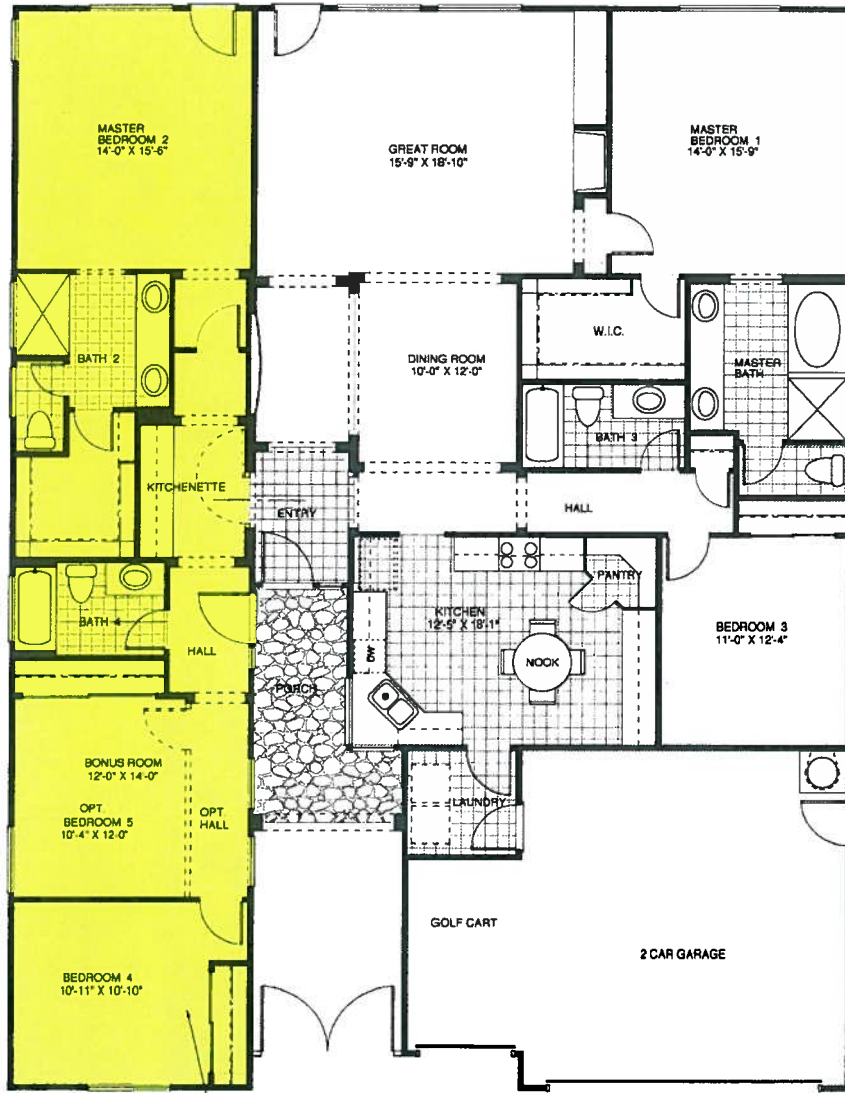 MASTER
BEDROOM 2
14'-0" X 15'-6"
GREAT ROOM
15'-9" X 18'-10"
MASTER
BEDROOM 1
14'-0" X 15'-9"
BATH 2
DINING ROOM
10'-0" X 12'-0"
W.I.C.
MASTER
BATH
BATH 3
KITCHENETTE
ENTRY
HALL
PANTRY
KITCHEN
12'-5" X 18'-1"
BATH 4
BEDROOM 3
11'-0" X 12'-4"
HALL
DW
NOOK
PORCH
BONUS ROOM
12'-0" X 14'-0"
OPT.
BEDROOM 5
10'-4" X 12'-0"
OPT.
HALL
LAUNDRY
GOLF CART
2 CAR GARAGE
BEDROOM 4
10'-11" X 10'-10"